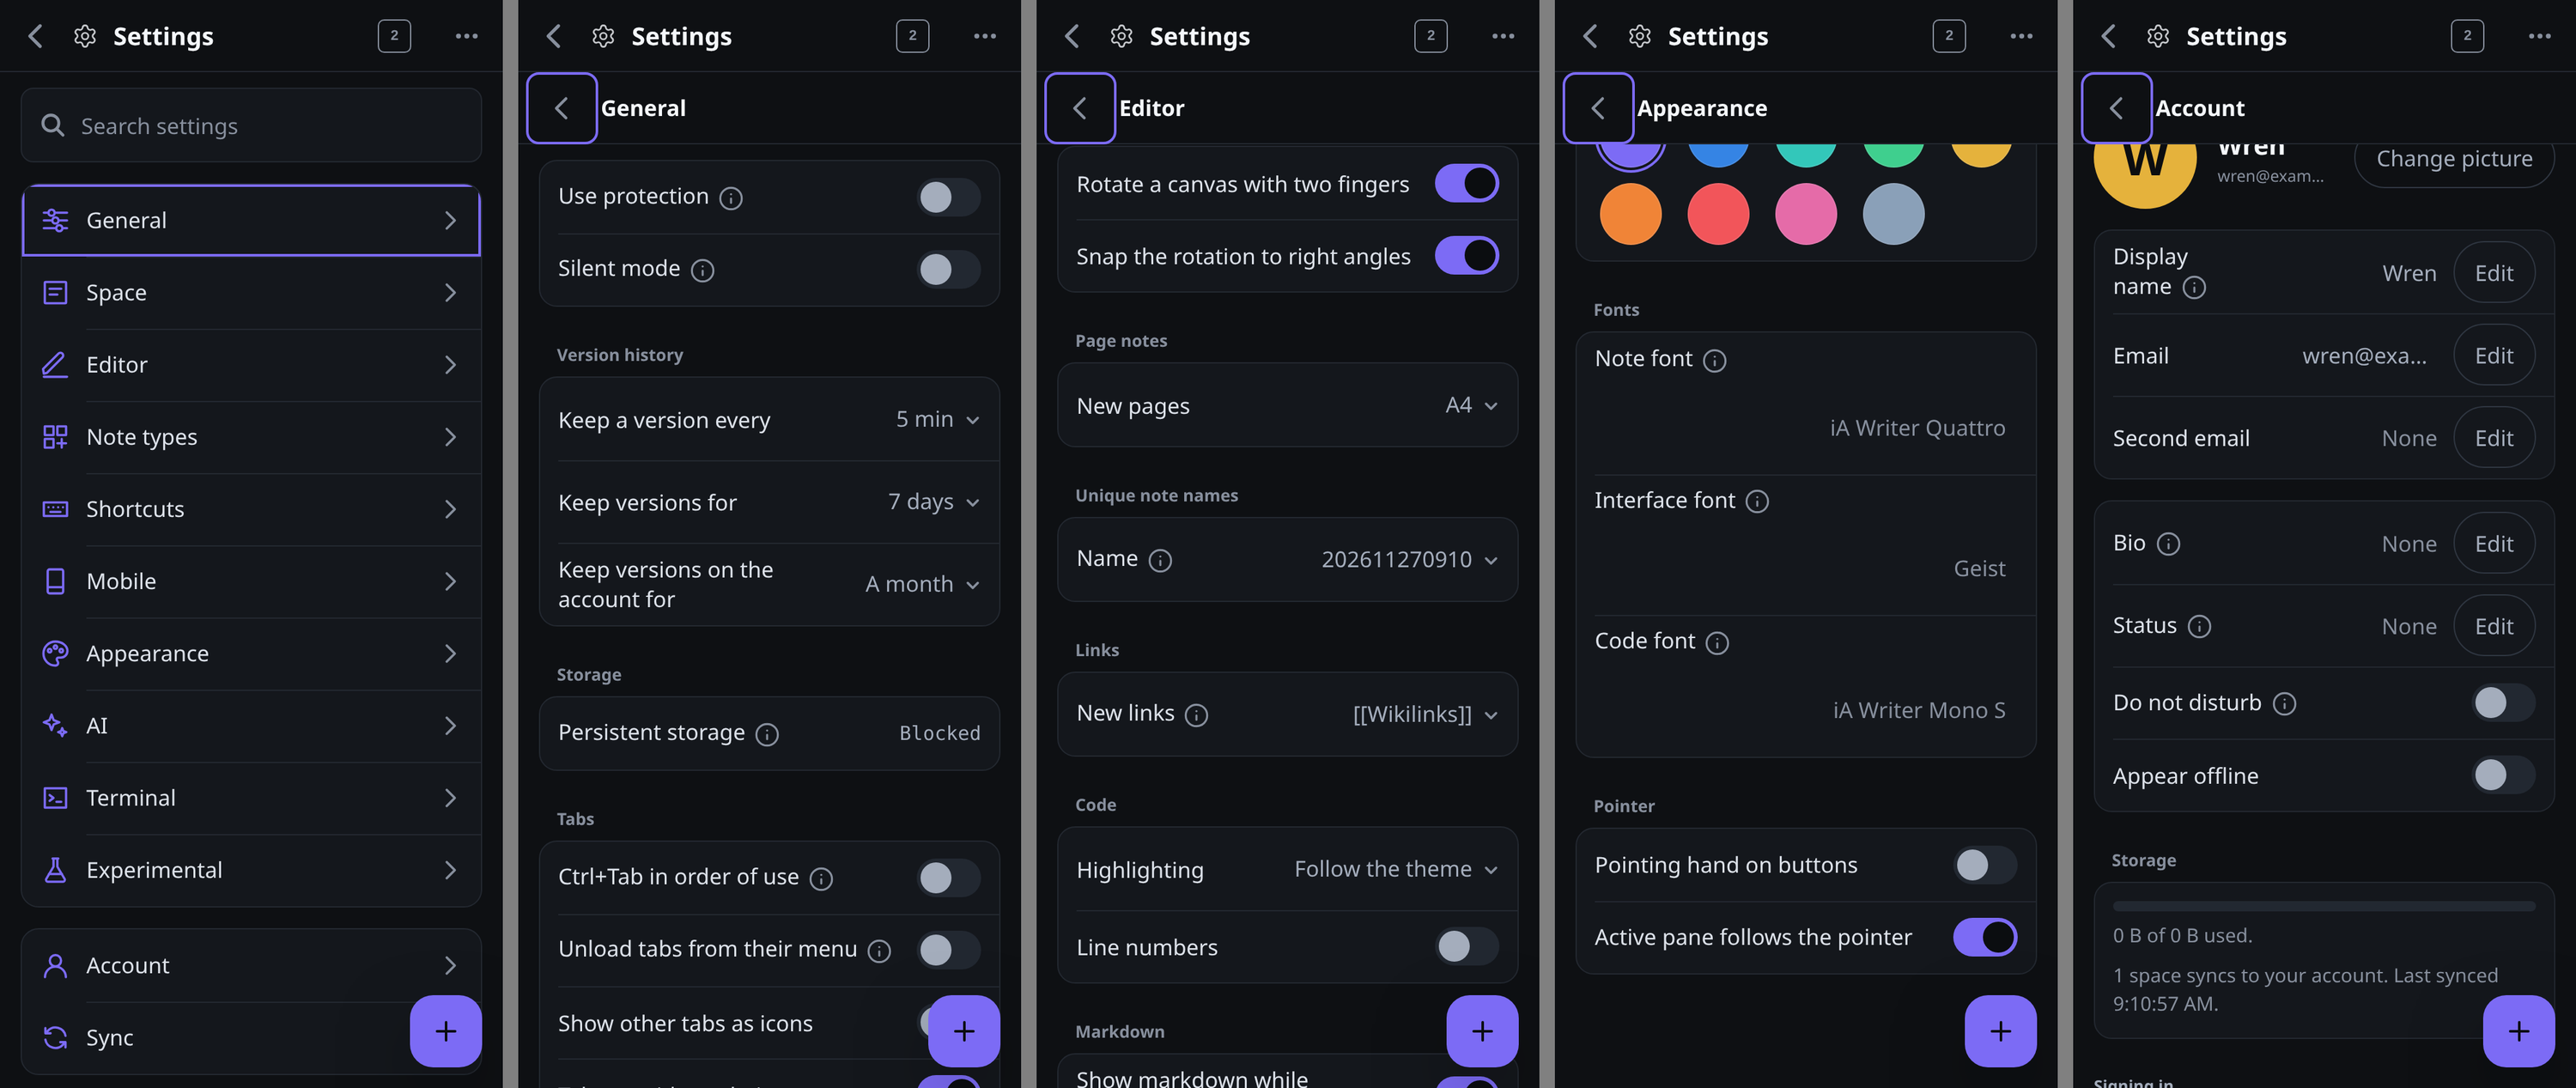 Settings
2
Search settings
General
Space
Editor
Note types
Shortcuts
Mobile
Appearance
AI
Terminal
Experimental
Account
Sync
Settings
2
General
Use protection
Silent mode
Version history
Keep a version every 5 min
Keep versions for 7 days
Keep versions on the
account for
A month
Storage
Persistent storage Blocked
Tabs
Ctrl+Tab in order of use
Unload tabs from their menu
Show other tabs as icons
Settings
2
Editor
Rotate a canvas with two fingers
Snap the rotation to right angles
Page notes
New pages A4
Unique note names
Name 202611270910
Links
New links [[Wikilinks]]
Code
Highlighting Follow the theme
Line numbers
Markdown
Show markdown while
Settings
2
Appearance
Fonts
Note font
iA Writer Quattro
Interface font
Geist
Code font
iA Writer Mono S
Pointer
Pointing hand on buttons
Active pane follows the pointer
Settings
2
Account
W
Wren
wren@exam...
Change picture
Display
name
Wren Edit
Email wren@exa... Edit
Second email None Edit
Bio None Edit
Status None Edit
Do not disturb
Appear offline
Storage
0 B of 0 B used.
1 space syncs to your account. Last synced
9:10:57 AM.
Signing in